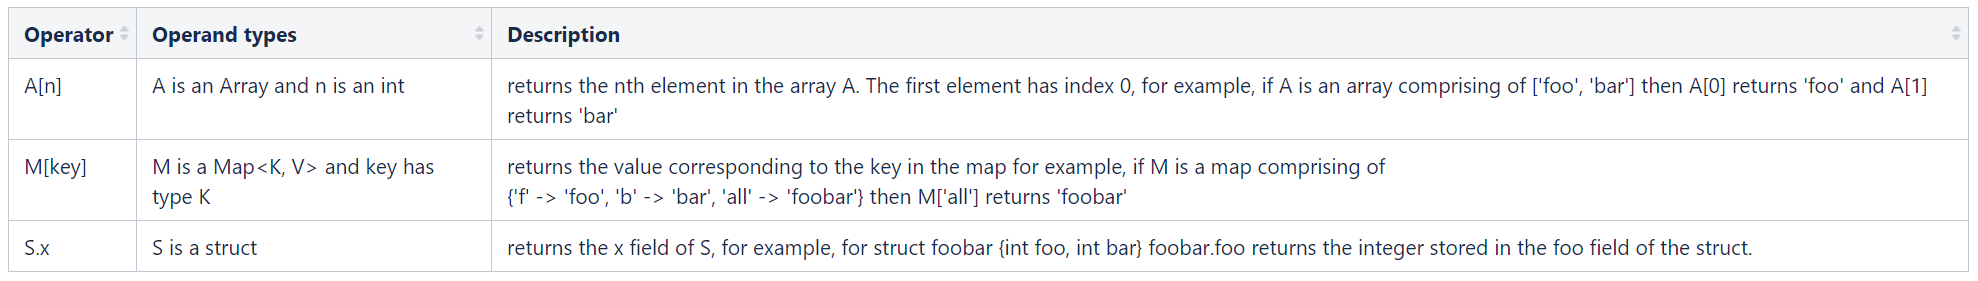 Operator Operand types Description
A[n] A is an Array and n is an int returns the nth element in the array A. The first element has index 0, for example, if A is an array comprising of ['foo', 'bar'] then A[0] returns 'foo' and A[1]
returns 'bar'
M[key] M is a Map<K, V> and key has returns the value corresponding to the key in the map for example, if M is a map comprising of
type K {'f' -> 'foo', 'b' -> 'bar', 'all' -> 'foobar'} then M['all'] returns 'foobar'
S.x S is a struct returns the x field of S, for example, for struct foobar {int foo, int bar} foobar.foo returns the integer stored in the foo field of the struct.